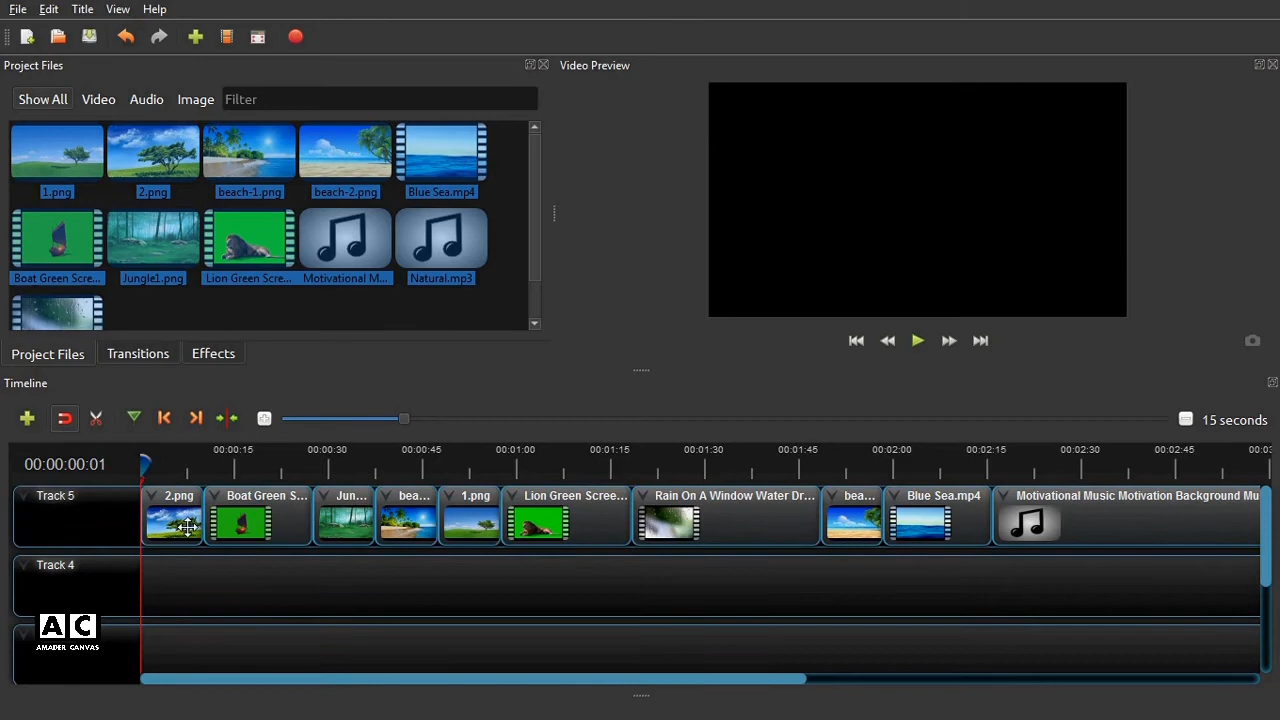 File Edit Title View Help
Project Files
Video Preview
Show All Video Audio Image Filter
1.png 2.png beach-1.png beach-2.png Blue Sea.mp4
Boat Green Scre... Jungle1.png Lion Green Scre... Motivational M... Natural.mp3
Project Files Transitions Effects
Timeline
15 seconds
00:00:00:01
00:00:15 00:00:30 00:00:45 00:01:00 00:01:15 00:01:30 00:01:45 00:02:00 00:02:15 00:02:30 00:02:45 00:03
Track 5
2.png Boat Green S... Jun... bea... 1.png Lion Green Scree... Rain On A Window Water Dr... bea... Blue Sea.mp4 Motivational Music Motivation Background Mu
Track 4
AC
AMADER CANVAS